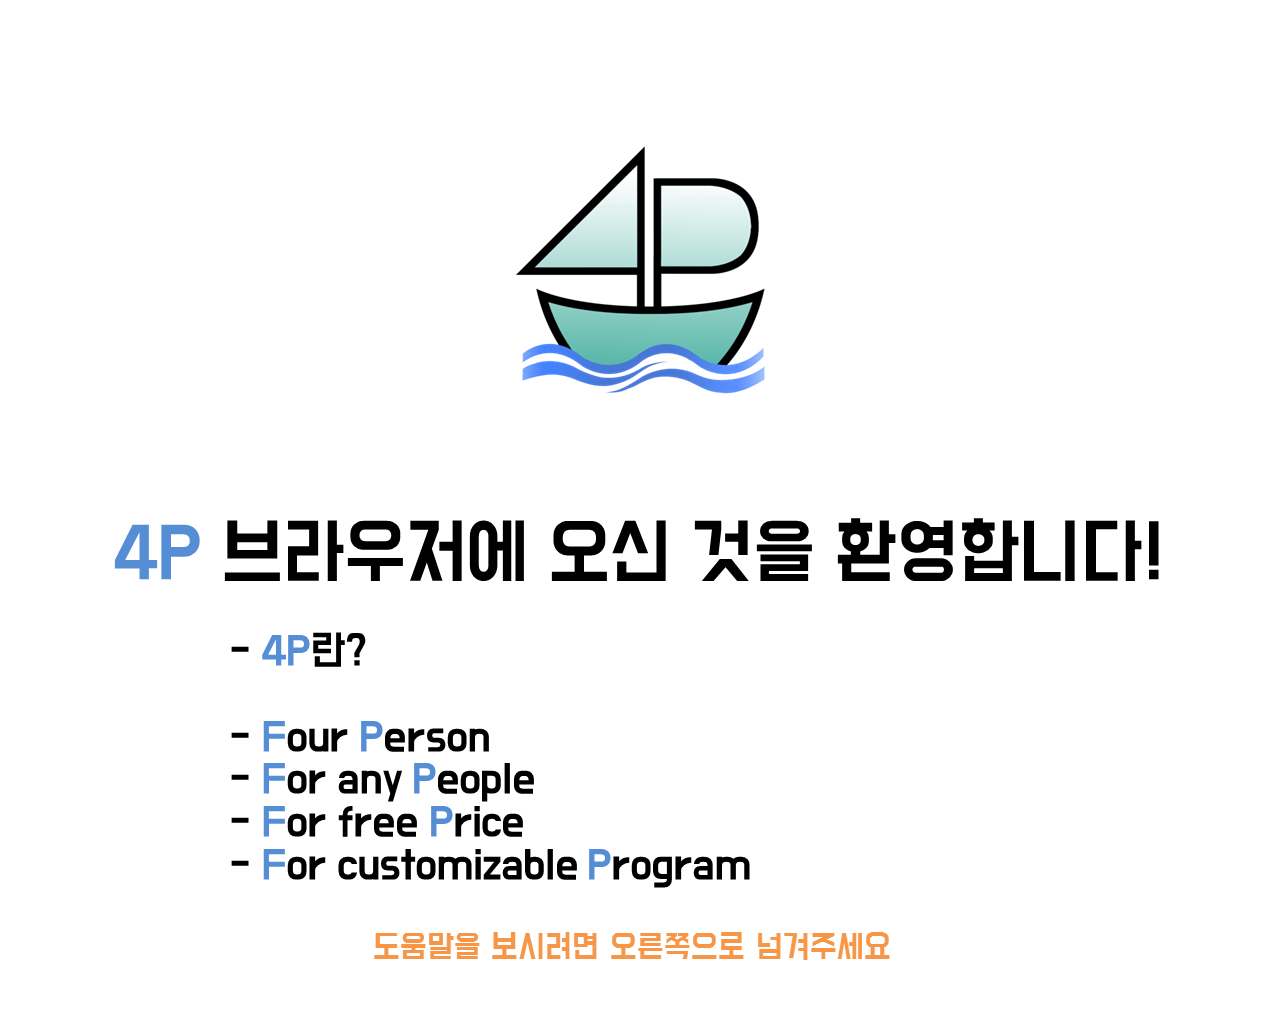 4P 브라우저에 오신 것을 환영합니다!
- 4P란?
- Four Person
- For any People
- For free Price
- For customizable Program
도움말을 보시려면 오른쪽으로 넘겨주세요